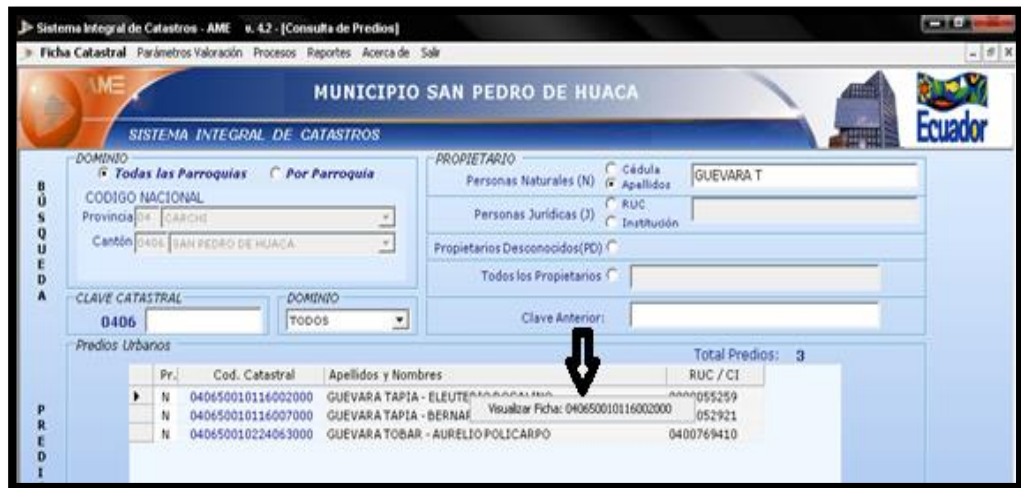 Sistema Integral de Catastros - AME v. 4.2 - [Consulta de Predios]
Ficha Catastral Parámetros Valoración Procesos Reportes Acerca de Salir
AME
MUNICIPIO SAN PEDRO DE HUACA
SISTEMA INTEGRAL DE CATASTROS
Ecuador
BÚSQUEDA
DOMINIO
Todas las Parroquias Por Parroquia
CODIGO NACIONAL
Provincia 04 CARCHI
Cantón 0406 SAN PEDRO DE HUACA
PROPIETARIO
Personas Naturales (N) Cédula Apellidos GUEVARA T
Personas Jurídicas (J) RUC Institución
Propietarios Desconocidos(PD)
Todos los Propietarios
Clave Anterior:
CLAVE CATASTRAL
0406
DOMINIO
TODOS
Predios Urbanos
Total Predios: 3
PREDI
Pr. Cod. Catastral Apellidos y Nombres RUC / CI
N 040650010116002000 GUEVARA TAPIA - 055259
N 040650010116007000 GUEVARA TAPIA - BERNAR 052921
N 040650010224063000 GUEVARA TOBAR - AURELIO POLICARPO 0400769410
Visualizar Ficha: 040650010116002000